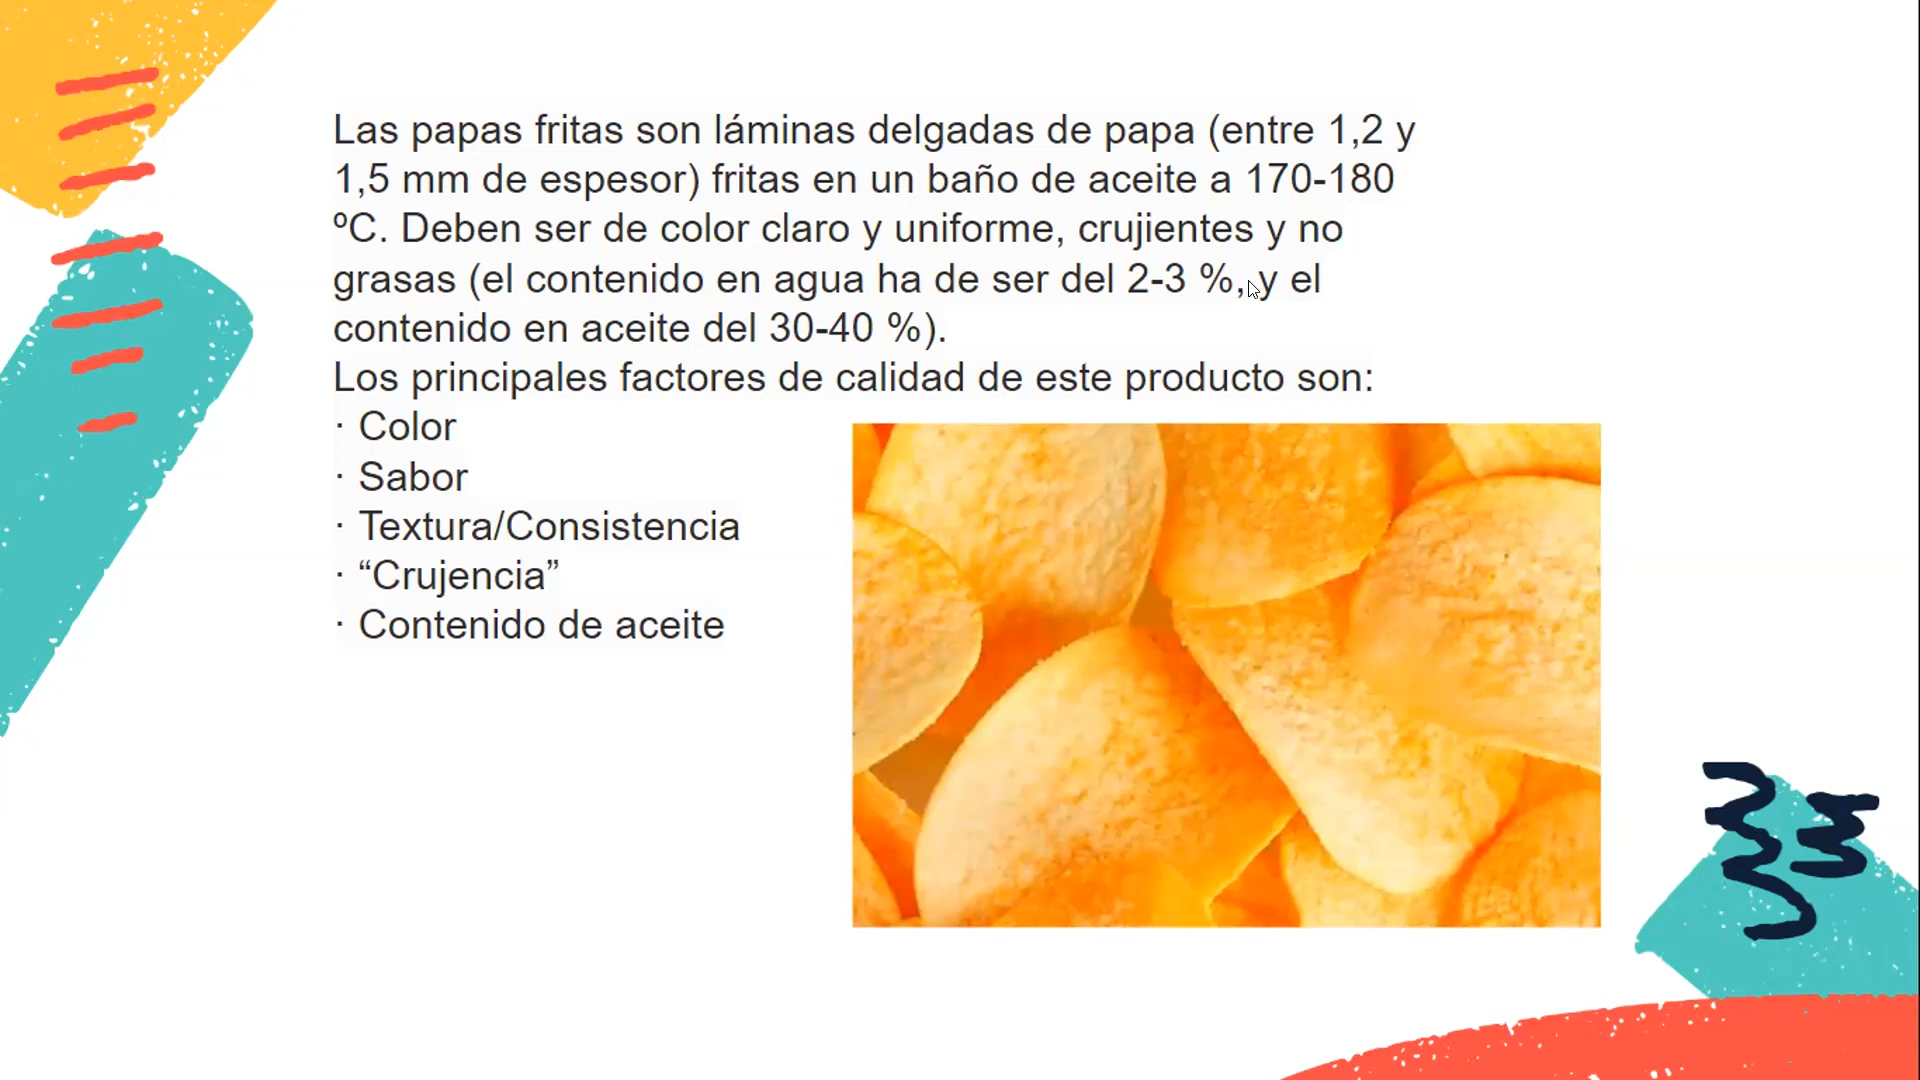 Las papas fritas son láminas delgadas de papa (entre 1,2 y
1,5 mm de espesor) fritas en un baño de aceite a 170-180
ºC. Deben ser de color claro y uniforme, crujientes y no
grasas (el contenido en agua ha de ser del 2-3 %, y el
contenido en aceite del 30-40 %).
Los principales factores de calidad de este producto son:
· Color
· Sabor
· Textura/Consistencia
· “Crujencia”
· Contenido de aceite